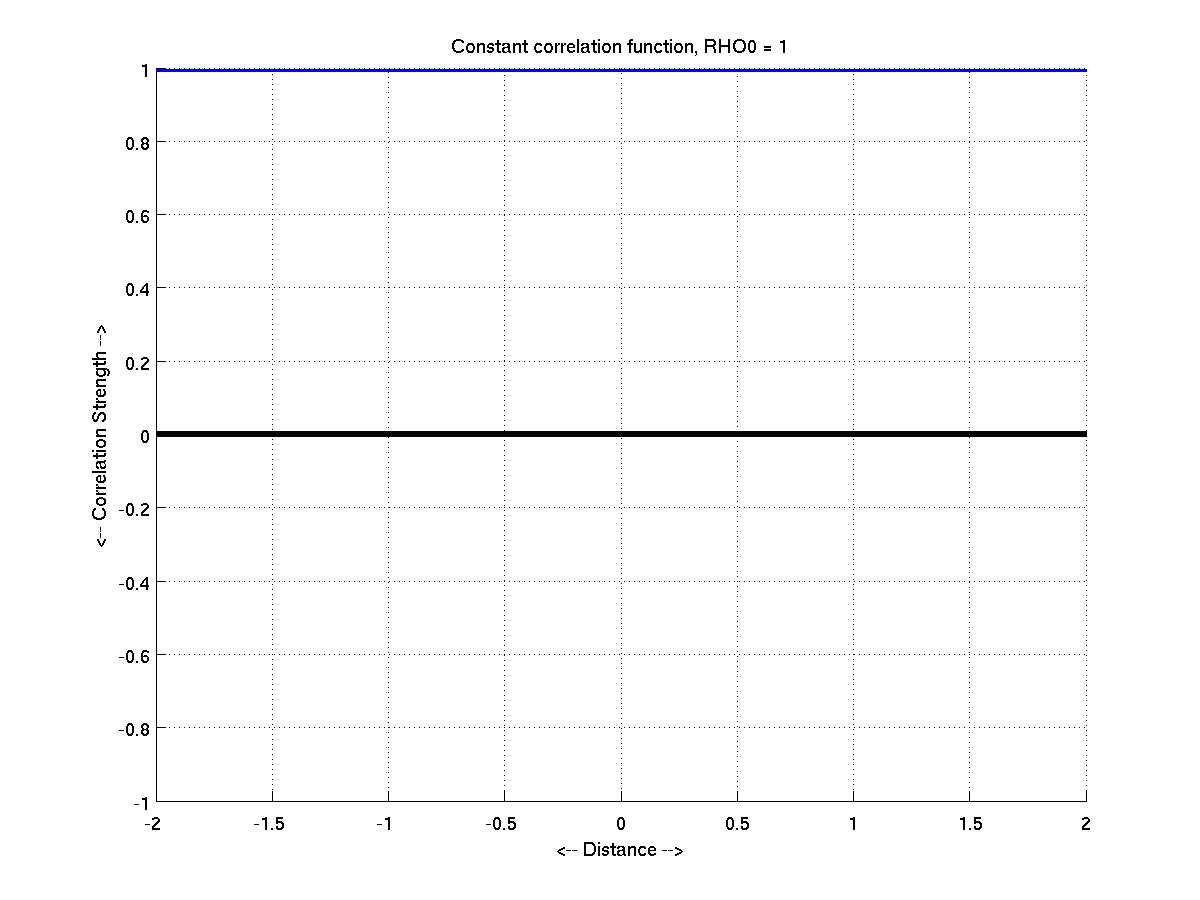 Constant correlation function, RHO0 = 1
1
0.8
0.6
0.4
0.2
0
-0.2
-0.4
-0.6
-0.8
-1
<-- Correlation Strength -->
-2 -1.5 -1 -0.5 0 0.5 1 1.5 2
<-- Distance -->